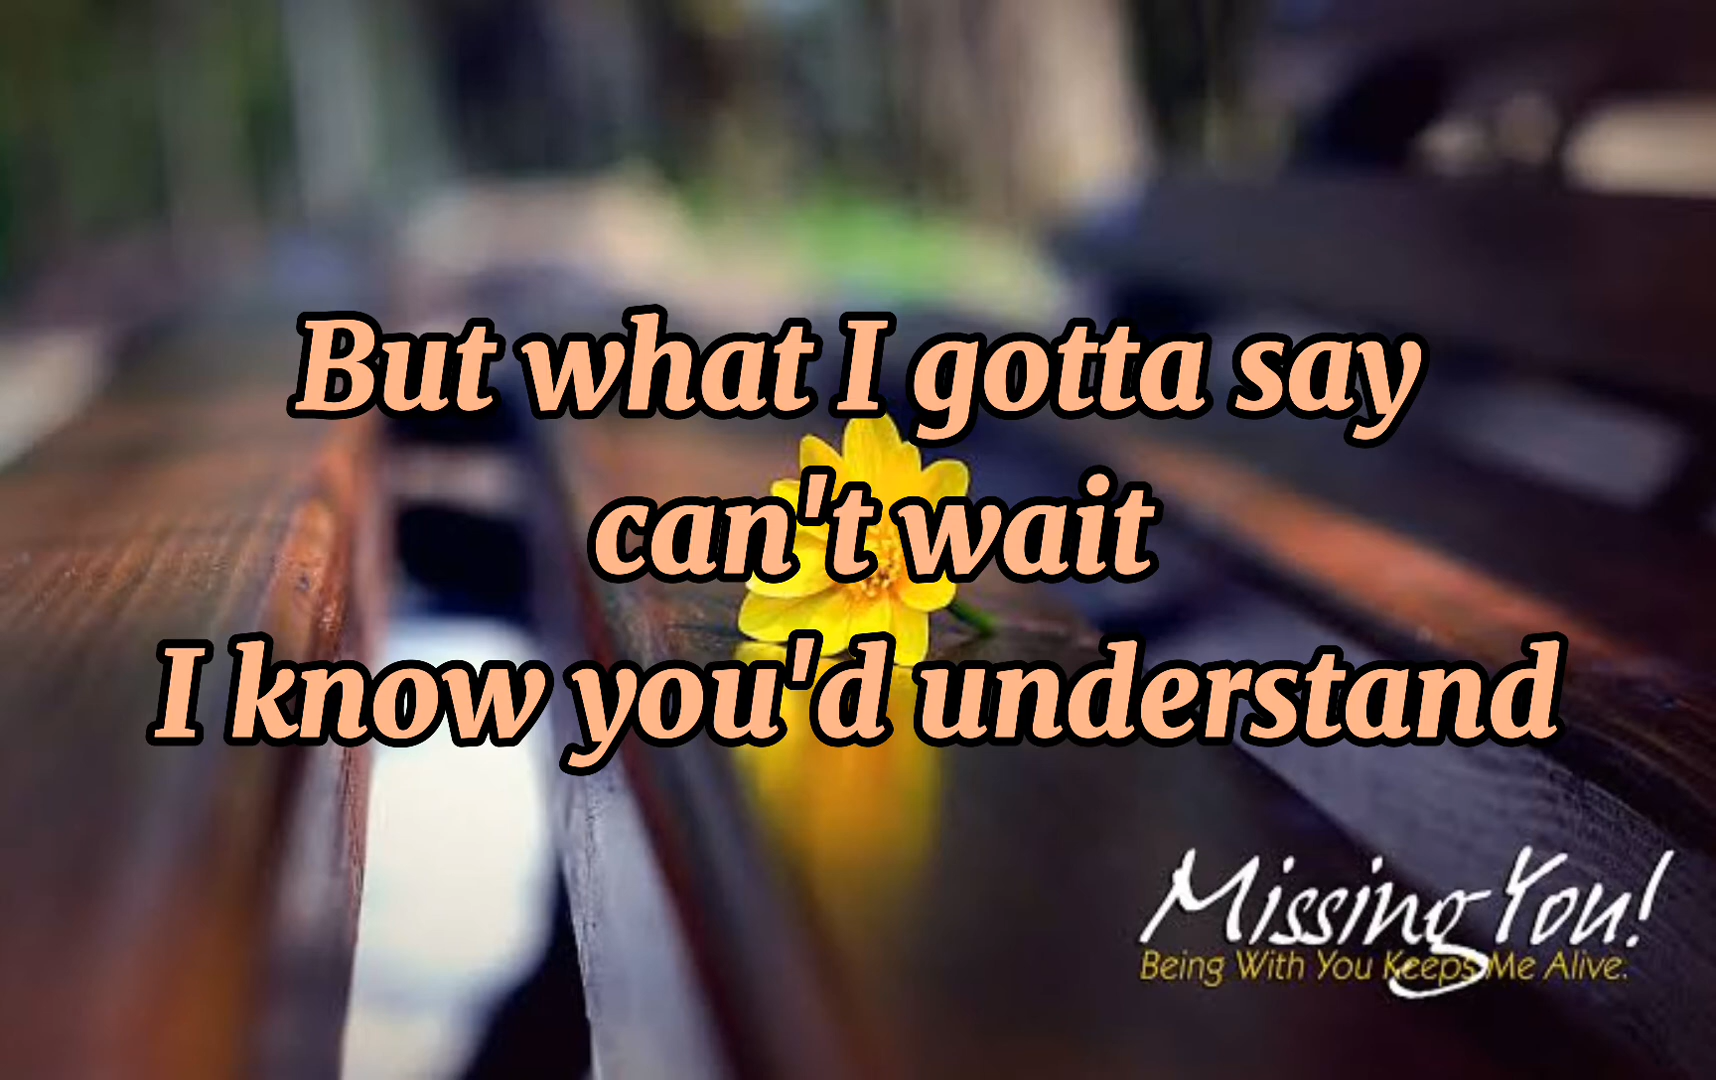 But what I gotta say
can't wait
I know you'd understand
Missing You!
Being With You Keeps Me Alive.